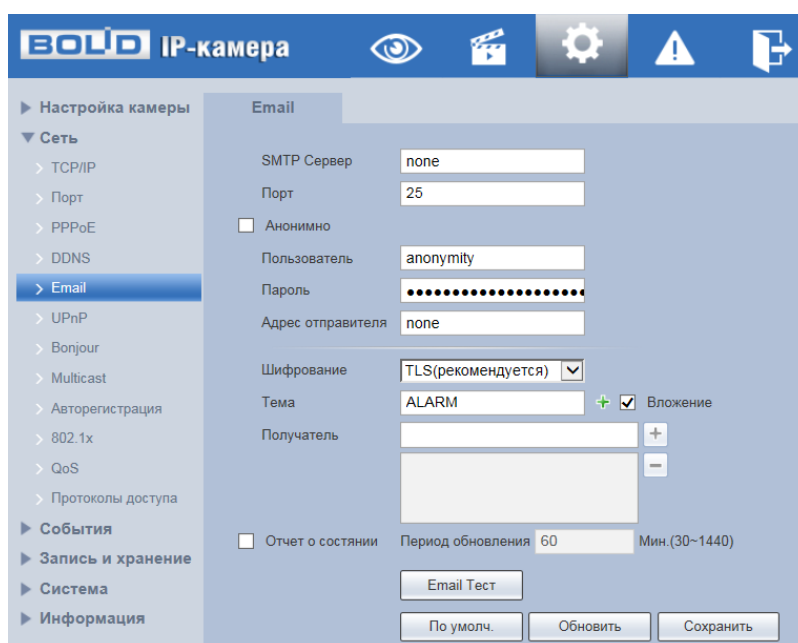 BOLID IP-камера
Настройка камеры
Сеть
TCP/IP
Порт
PPPoE
DDNS
Email
UPnP
Bonjour
Multicast
Авторегистрация
802.1x
QoS
Протоколы доступа
События
Запись и хранение
Система
Информация
Email
SMTP Сервер none
Порт 25
Анонимно
Пользователь anonymity
Пароль ●●●●●●●●●●●●●●●●●●●●
Адрес отправителя none
Шифрование TLS(рекомендуется)
Тема ALARM + Вложение
Получатель +
−
Отчет о состянии Период обновления 60 Мин.(30~1440)
Email Тест
По умолч. Обновить Сохранить